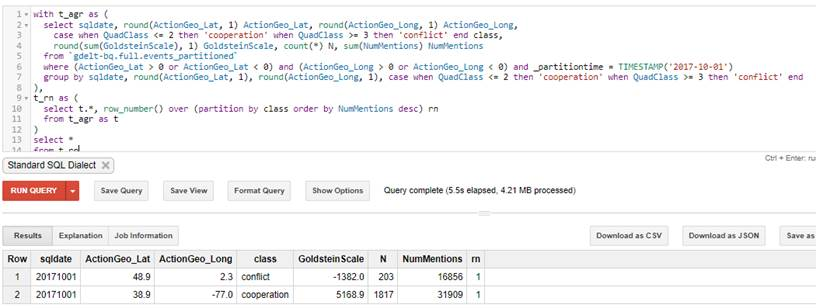 1 with t_agr as (
2 select sqldate, round(ActionGeo_Lat, 1) ActionGeo_Lat, round(ActionGeo_Long, 1) ActionGeo_Long,
3 case when QuadClass <= 2 then 'cooperation' when QuadClass >= 3 then 'conflict' end class,
4 round(sum(GoldsteinScale), 1) GoldsteinScale, count(*) N, sum(NumMentions) NumMentions
5 from `gdelt-bq.full.events_partitioned`
6 where (ActionGeo_Lat > 0 or ActionGeo_Lat < 0) and (ActionGeo_Long > 0 or ActionGeo_Long < 0) and _partitiontime = TIMESTAMP('2017-10-01')
7 group by sqldate, round(ActionGeo_Lat, 1), round(ActionGeo_Long, 1), case when QuadClass <= 2 then 'cooperation' when QuadClass >= 3 then 'conflict' end
8 ),
9 t_rn as (
10 select t.*, row_number() over (partition by class order by NumMentions desc) rn
11 from t_agr as t
12 )
13 select *
14 from t_rn
Standard SQL Dialect X
Ctrl + Enter: ru
RUN QUERY Save Query Save View Format Query Show Options Query complete (5.5s elapsed, 4.21 MB processed)
Results Explanation Job Information Download as CSV Download as JSON Save as
Row sqldate ActionGeo_Lat ActionGeo_Long class GoldsteinScale N NumMentions rn
1 20171001 48.9 2.3 conflict -1382.0 203 16856 1
2 20171001 38.9 -77.0 cooperation 5168.9 1817 31909 1